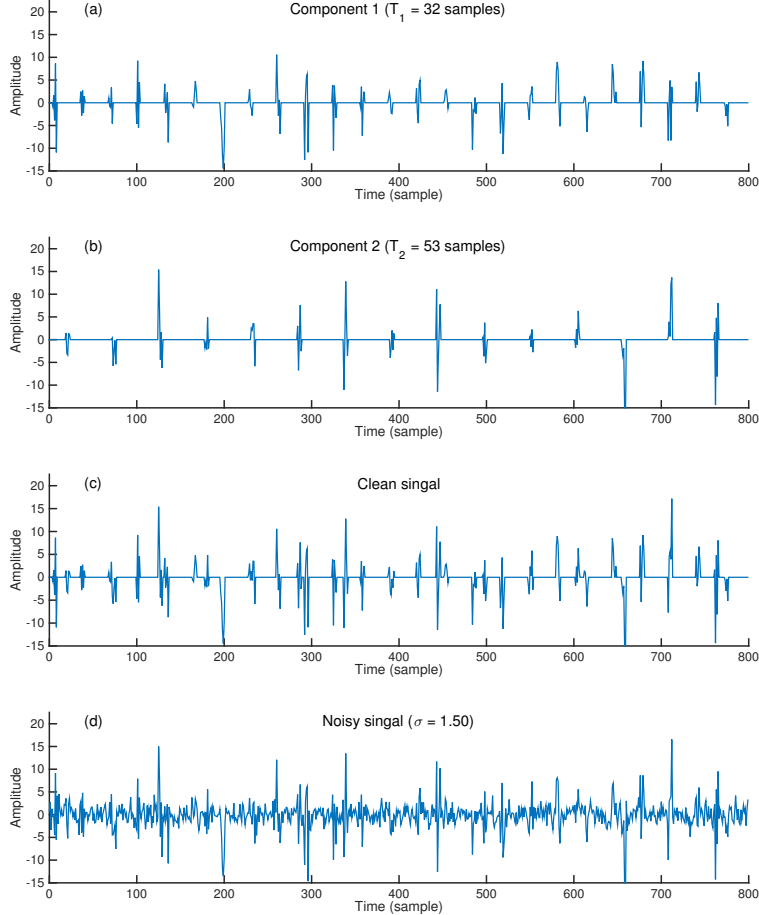 (a)
Component 1 (T1 = 32 samples)
20
15
10
5
0
-5
-10
-15
Amplitude
0 100 200 300 400 500 600 700 800
Time (sample)
(b)
Component 2 (T2 = 53 samples)
20
15
10
5
0
-5
-10
-15
Amplitude
0 100 200 300 400 500 600 700 800
Time (sample)
(c)
Clean singal
20
15
10
5
0
-5
-10
-15
Amplitude
0 100 200 300 400 500 600 700 800
Time (sample)
(d)
Noisy singal (σ = 1.50)
20
15
10
5
0
-5
-10
-15
Amplitude
0 100 200 300 400 500 600 700 800
Time (sample)